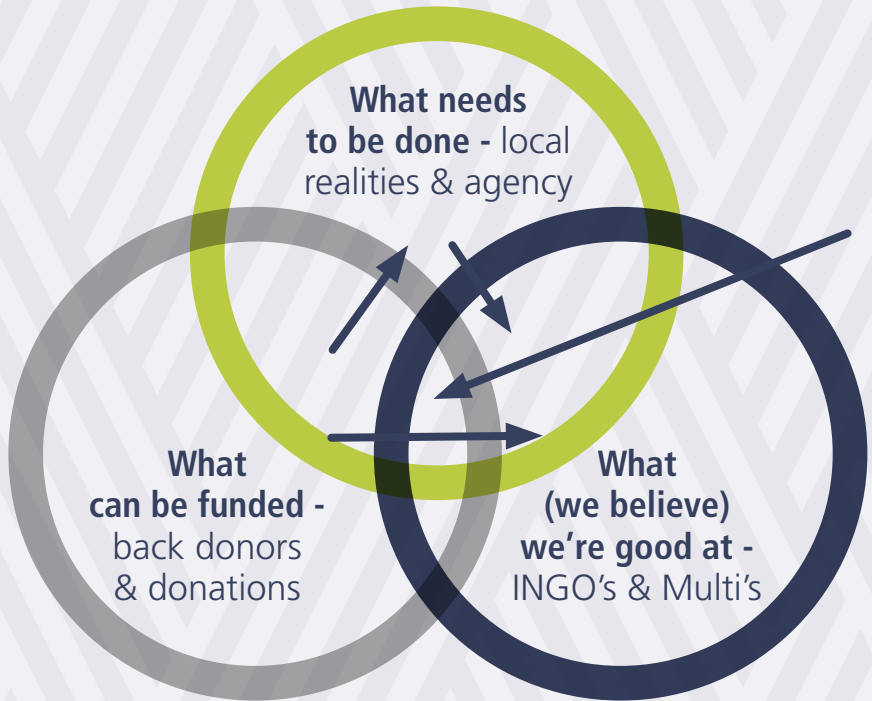 What needs
to be done - local
realities & agency
What
can be funded -
back donors
& donations
What
(we believe)
we're good at -
INGO's & Multi's